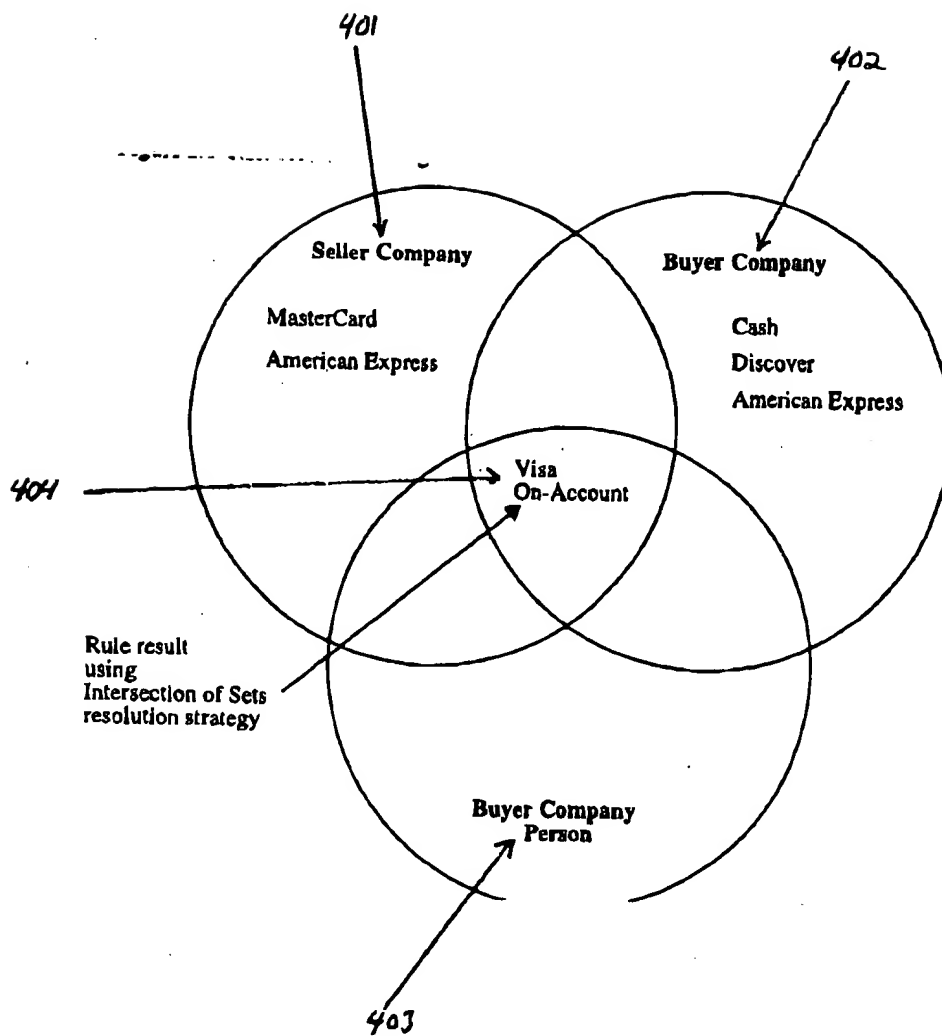 401
402
Seller Company
Buyer Company
MasterCard
American Express
Cash
Discover
American Express
Visa
On-Account
404
Rule result
using
Intersection of Sets
resolution strategy
Buyer Company
Person
403